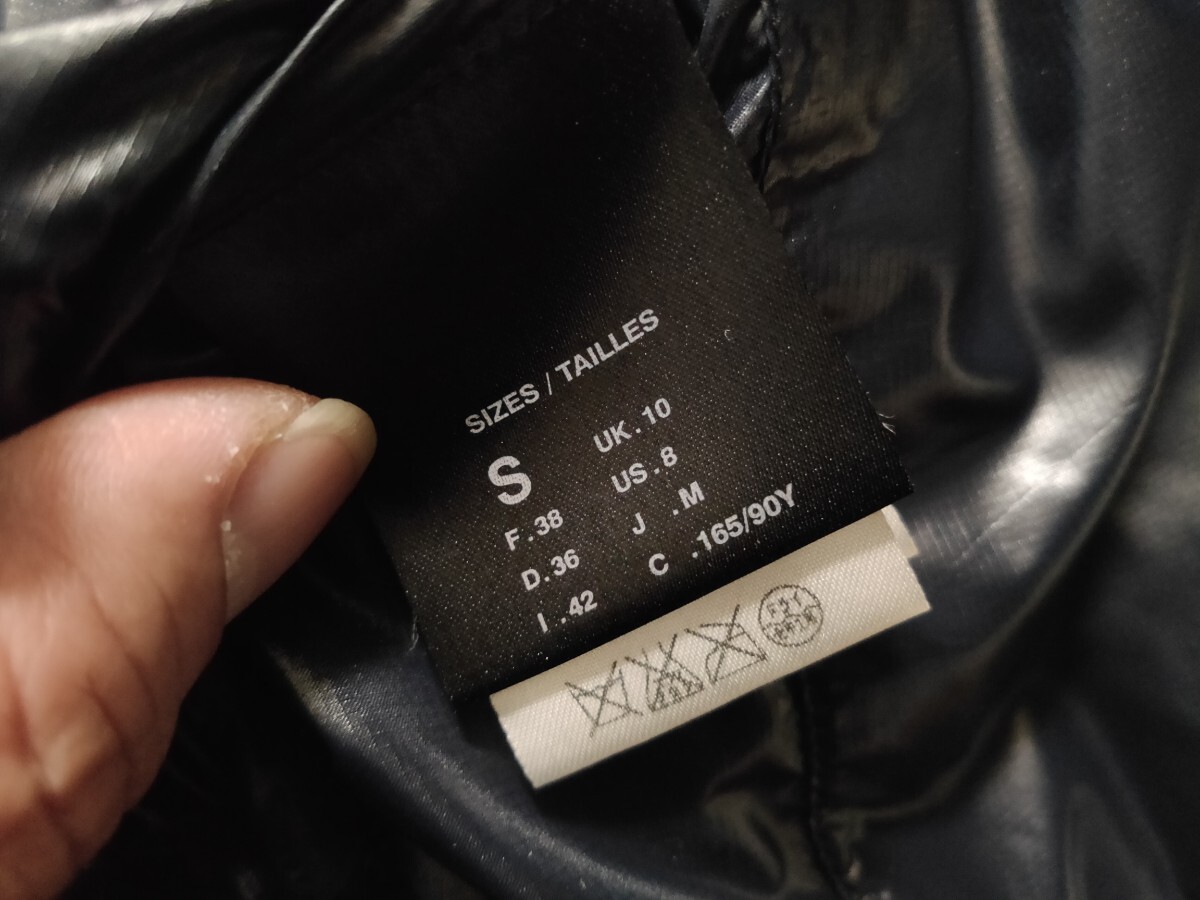 SIZES / TAILLES
S
UK . 10
F . 38
US . 8
D . 36
J . M
I . 42
C . 165/90Y